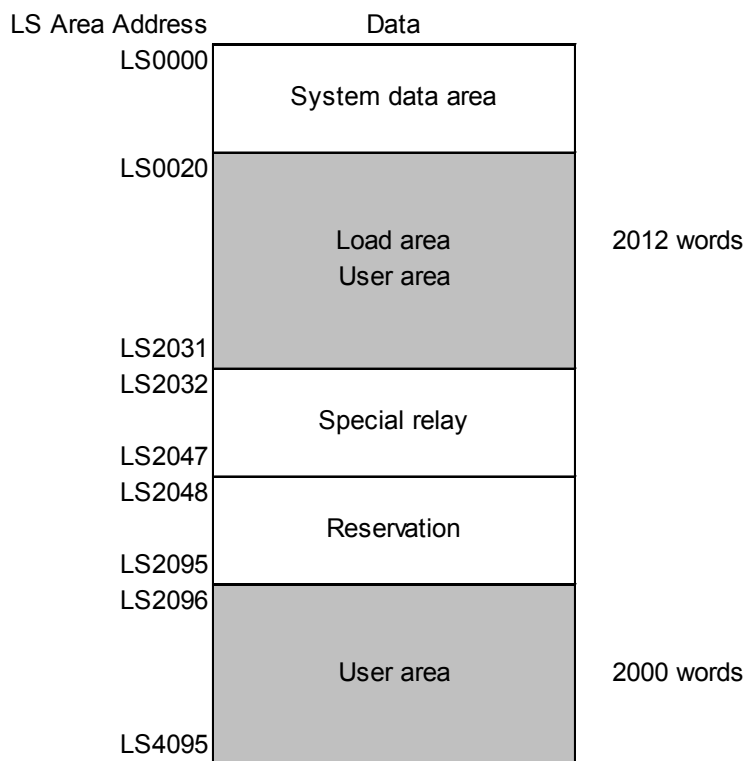 LS Area Address Data
LS0000
System data area
LS0020
Load area 2012 words
User area
LS2031
LS2032
Special relay
LS2047
LS2048
Reservation
LS2095
LS2096
User area 2000 words
LS4095